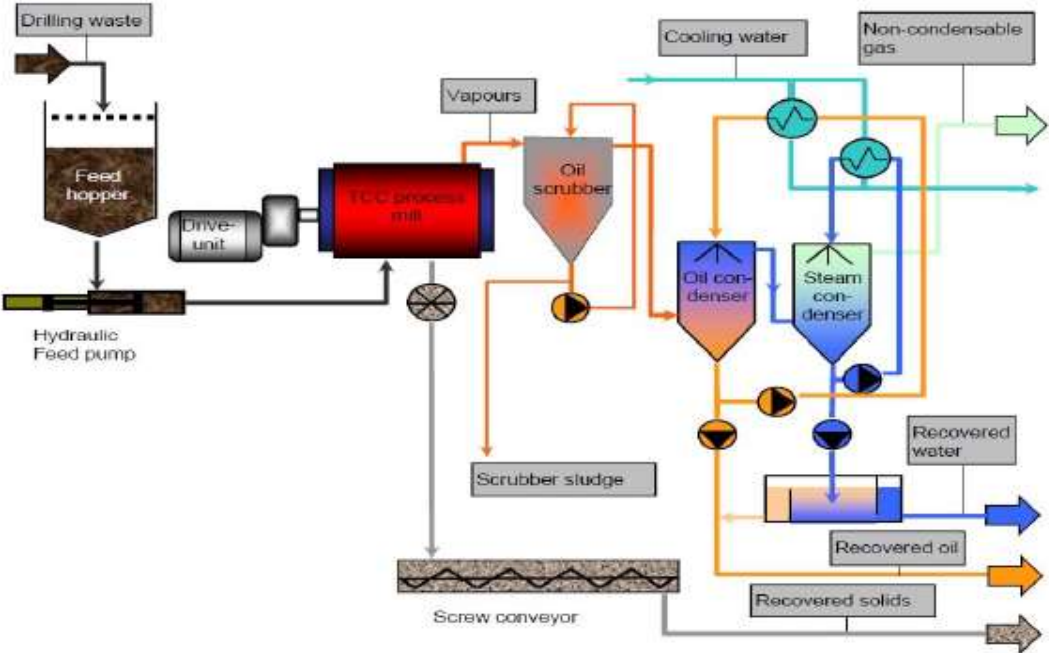 Drilling waste
Cooling water
Non-condensable
gas
Vapours
Feed
hopper
Oil
scrubber
TCC process
mill
Drive-
unit
Oil con-
denser
Steam
con-
denser
Hydraulic
Feed pump
Recovered
water
Scrubber sludge
Recovered oil
Recovered solids
Screw conveyor